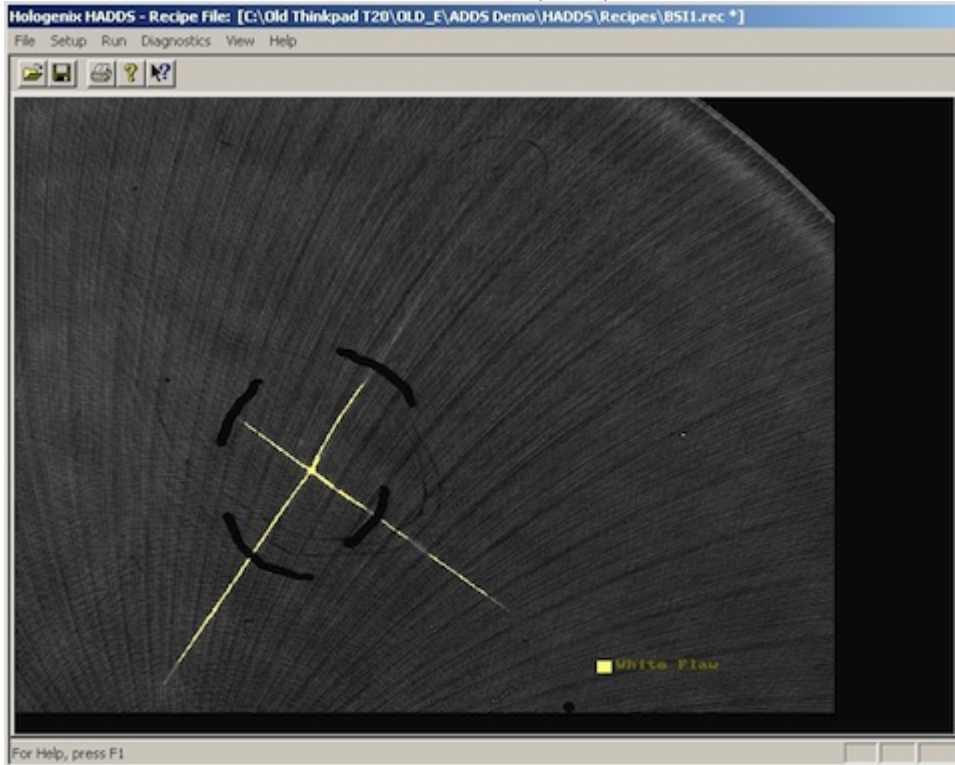 Hologenix HADDS - Recipe File: [C:\Old Thinkpad T20\OLD_E\ADDS Demo\HADDS\Recipes\BSI1.rec *]
File Setup Run Diagnostics View Help
White Flaw
For Help, press F1